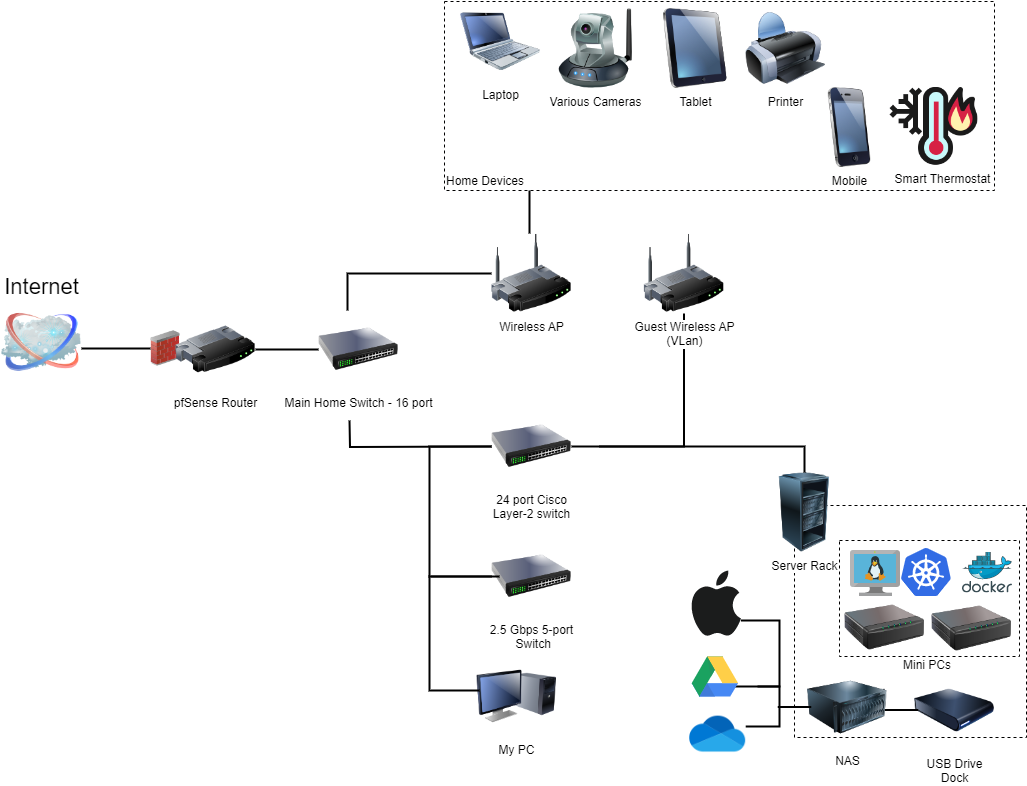 Laptop
Various Cameras
Tablet
Printer
Home Devices
Mobile
Smart Thermostat
Internet
Wireless AP
Guest Wireless AP
(VLan)
pfSense Router
Main Home Switch - 16 port
24 port Cisco
Layer-2 switch
Server Rack
docker
2.5 Gbps 5-port
Switch
Mini PCs
My PC
NAS
USB Drive
Dock